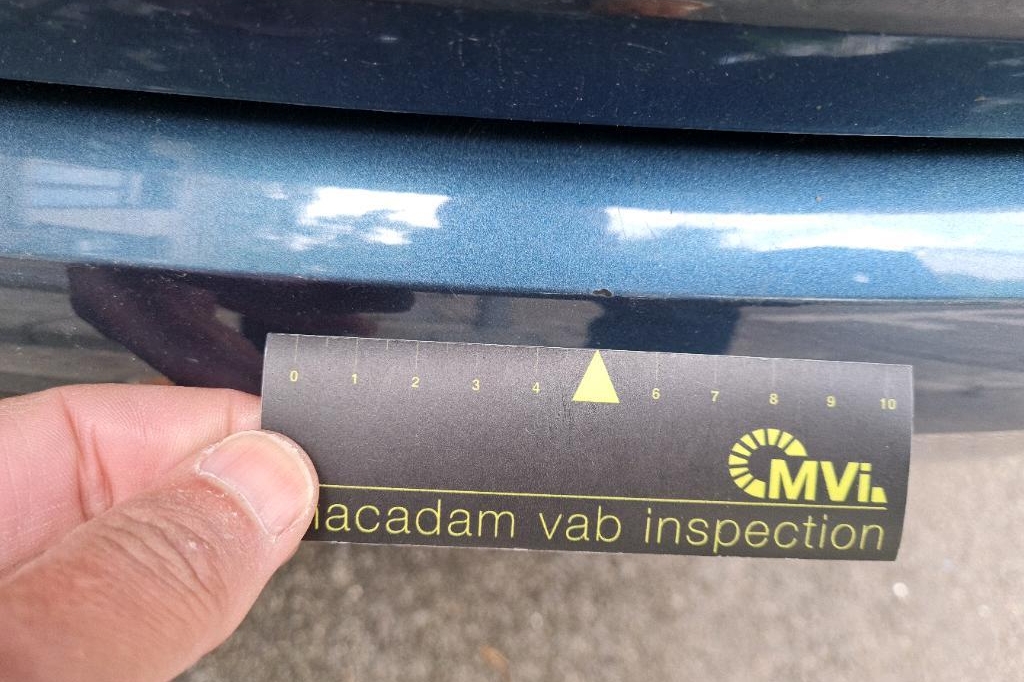 0 1 2 3 4 6 7 8 9 10
MVi
macadam vab inspection